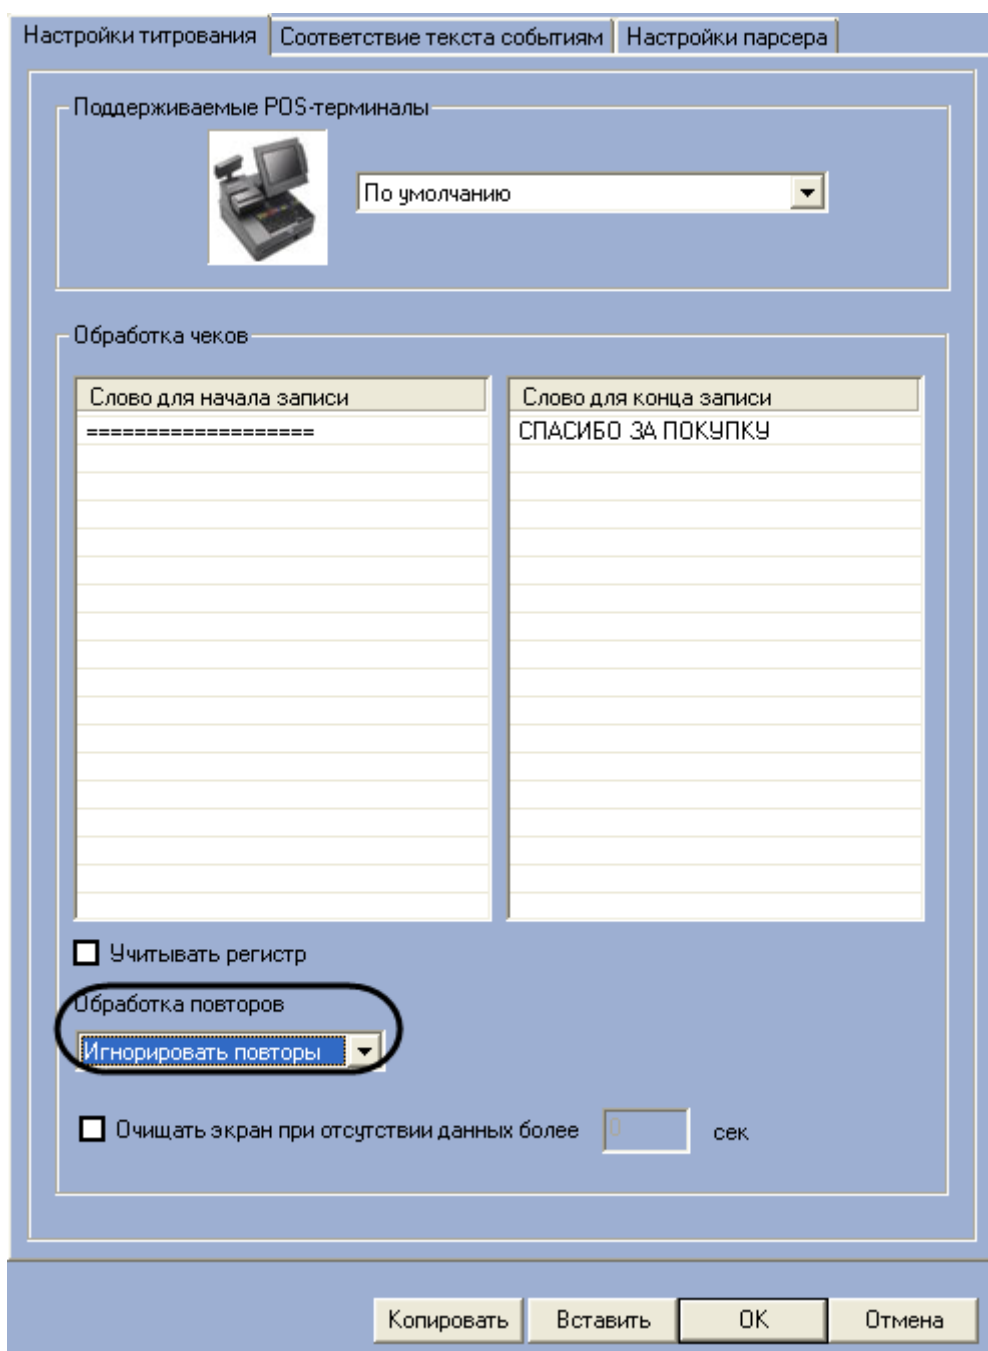 Настройки титрования Соответствие текста событиям Настройки парсера
Поддерживаемые POS-терминалы
По умолчанию
Обработка чеков
Слово для начала записи Слово для конца записи
=================== СПАСИБО ЗА ПОКУПКУ
Учитывать регистр
Обработка повторов
Игнорировать повторы
Очищать экран при отсутствии данных более 0 сек
Копировать Вставить OK Отмена